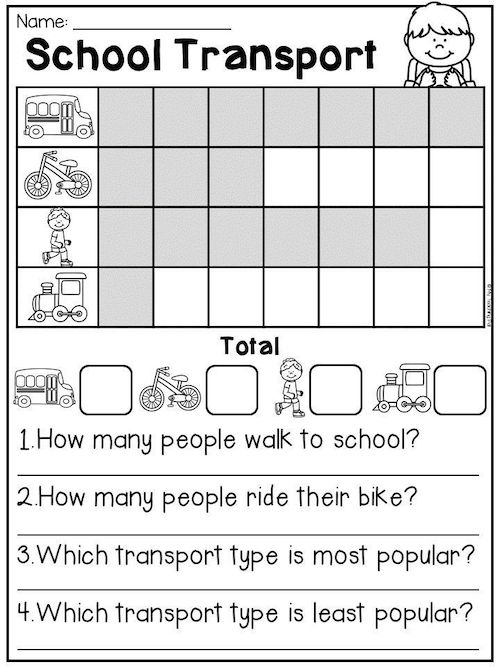 Name:
School Transport
Total
1.How many people walk to school?
2.How many people ride their bike?
3.Which transport type is most popular?
4.Which transport type is least popular?